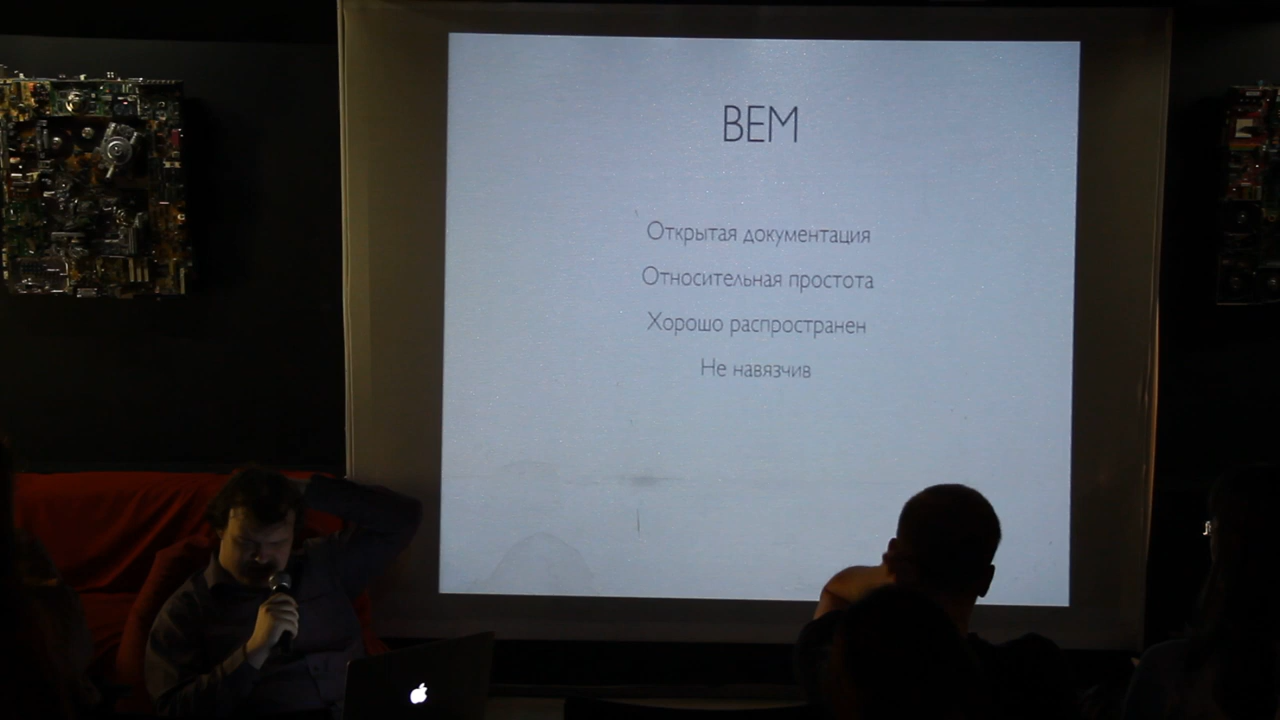 BEM
Открытая документация
Относительная простота
Хорошо распространен
Не навязчив